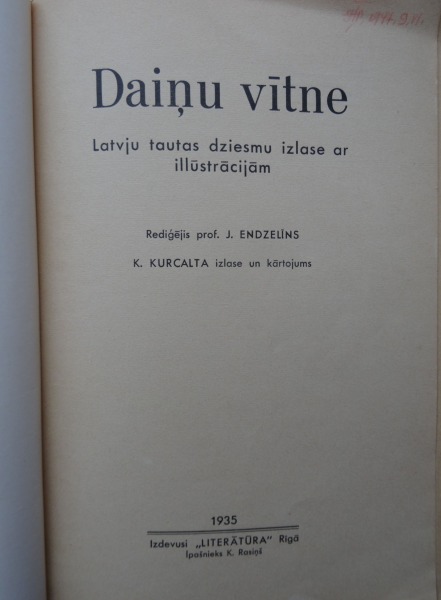 Daiņu vītne
Latvju tautas dziesmu izlase ar
illūstrācijām
Rediģējis prof. J. ENDZELĪNS
K. KURCALTA izlase un kārtojums
1935
Izdevusi „LITERĀTŪRA" Rīgā
Īpašnieks K. Rasiņš